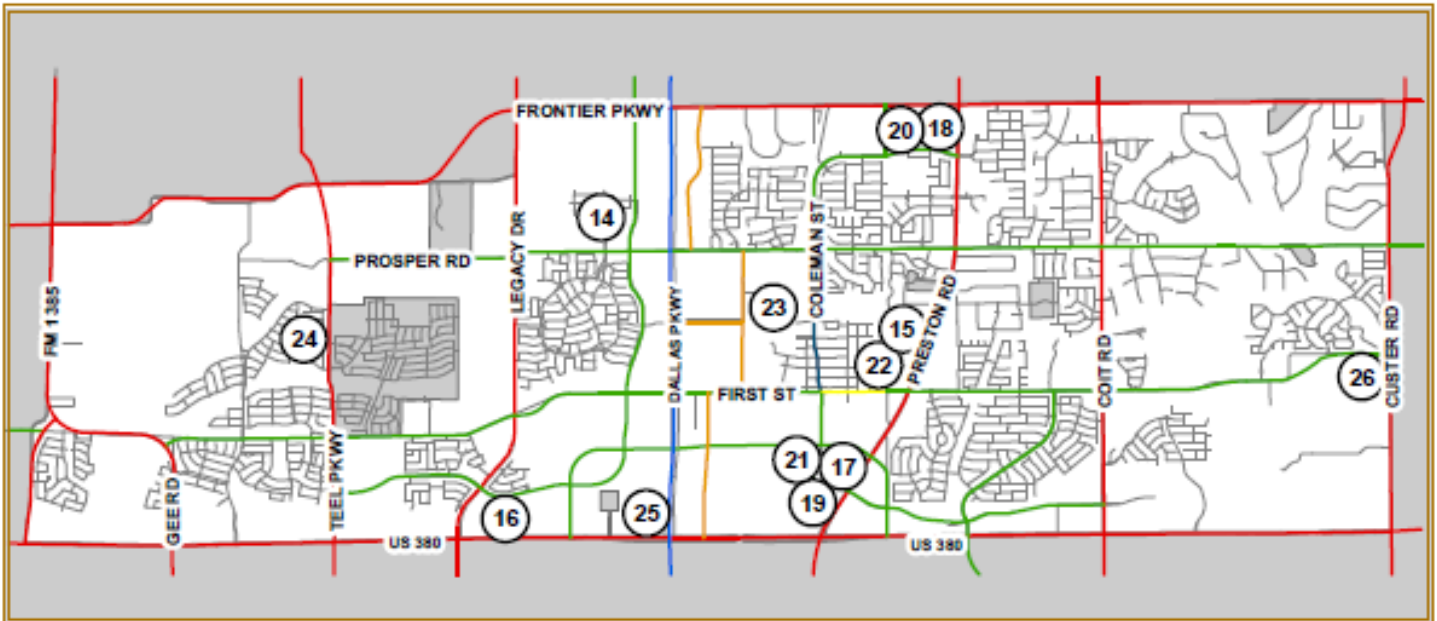 FRONTIER PKWY
20
18
14
LEGACY DR
COLEMAN ST
PROSPER RD
PRESTON RD
FM 1385
DALLAS PKWY
23
24
15
22
COIT RD
CUSTER RD
26
FIRST ST
TEEL PKWY
GEE RD
21
17
19
16
25
US 380
US 380